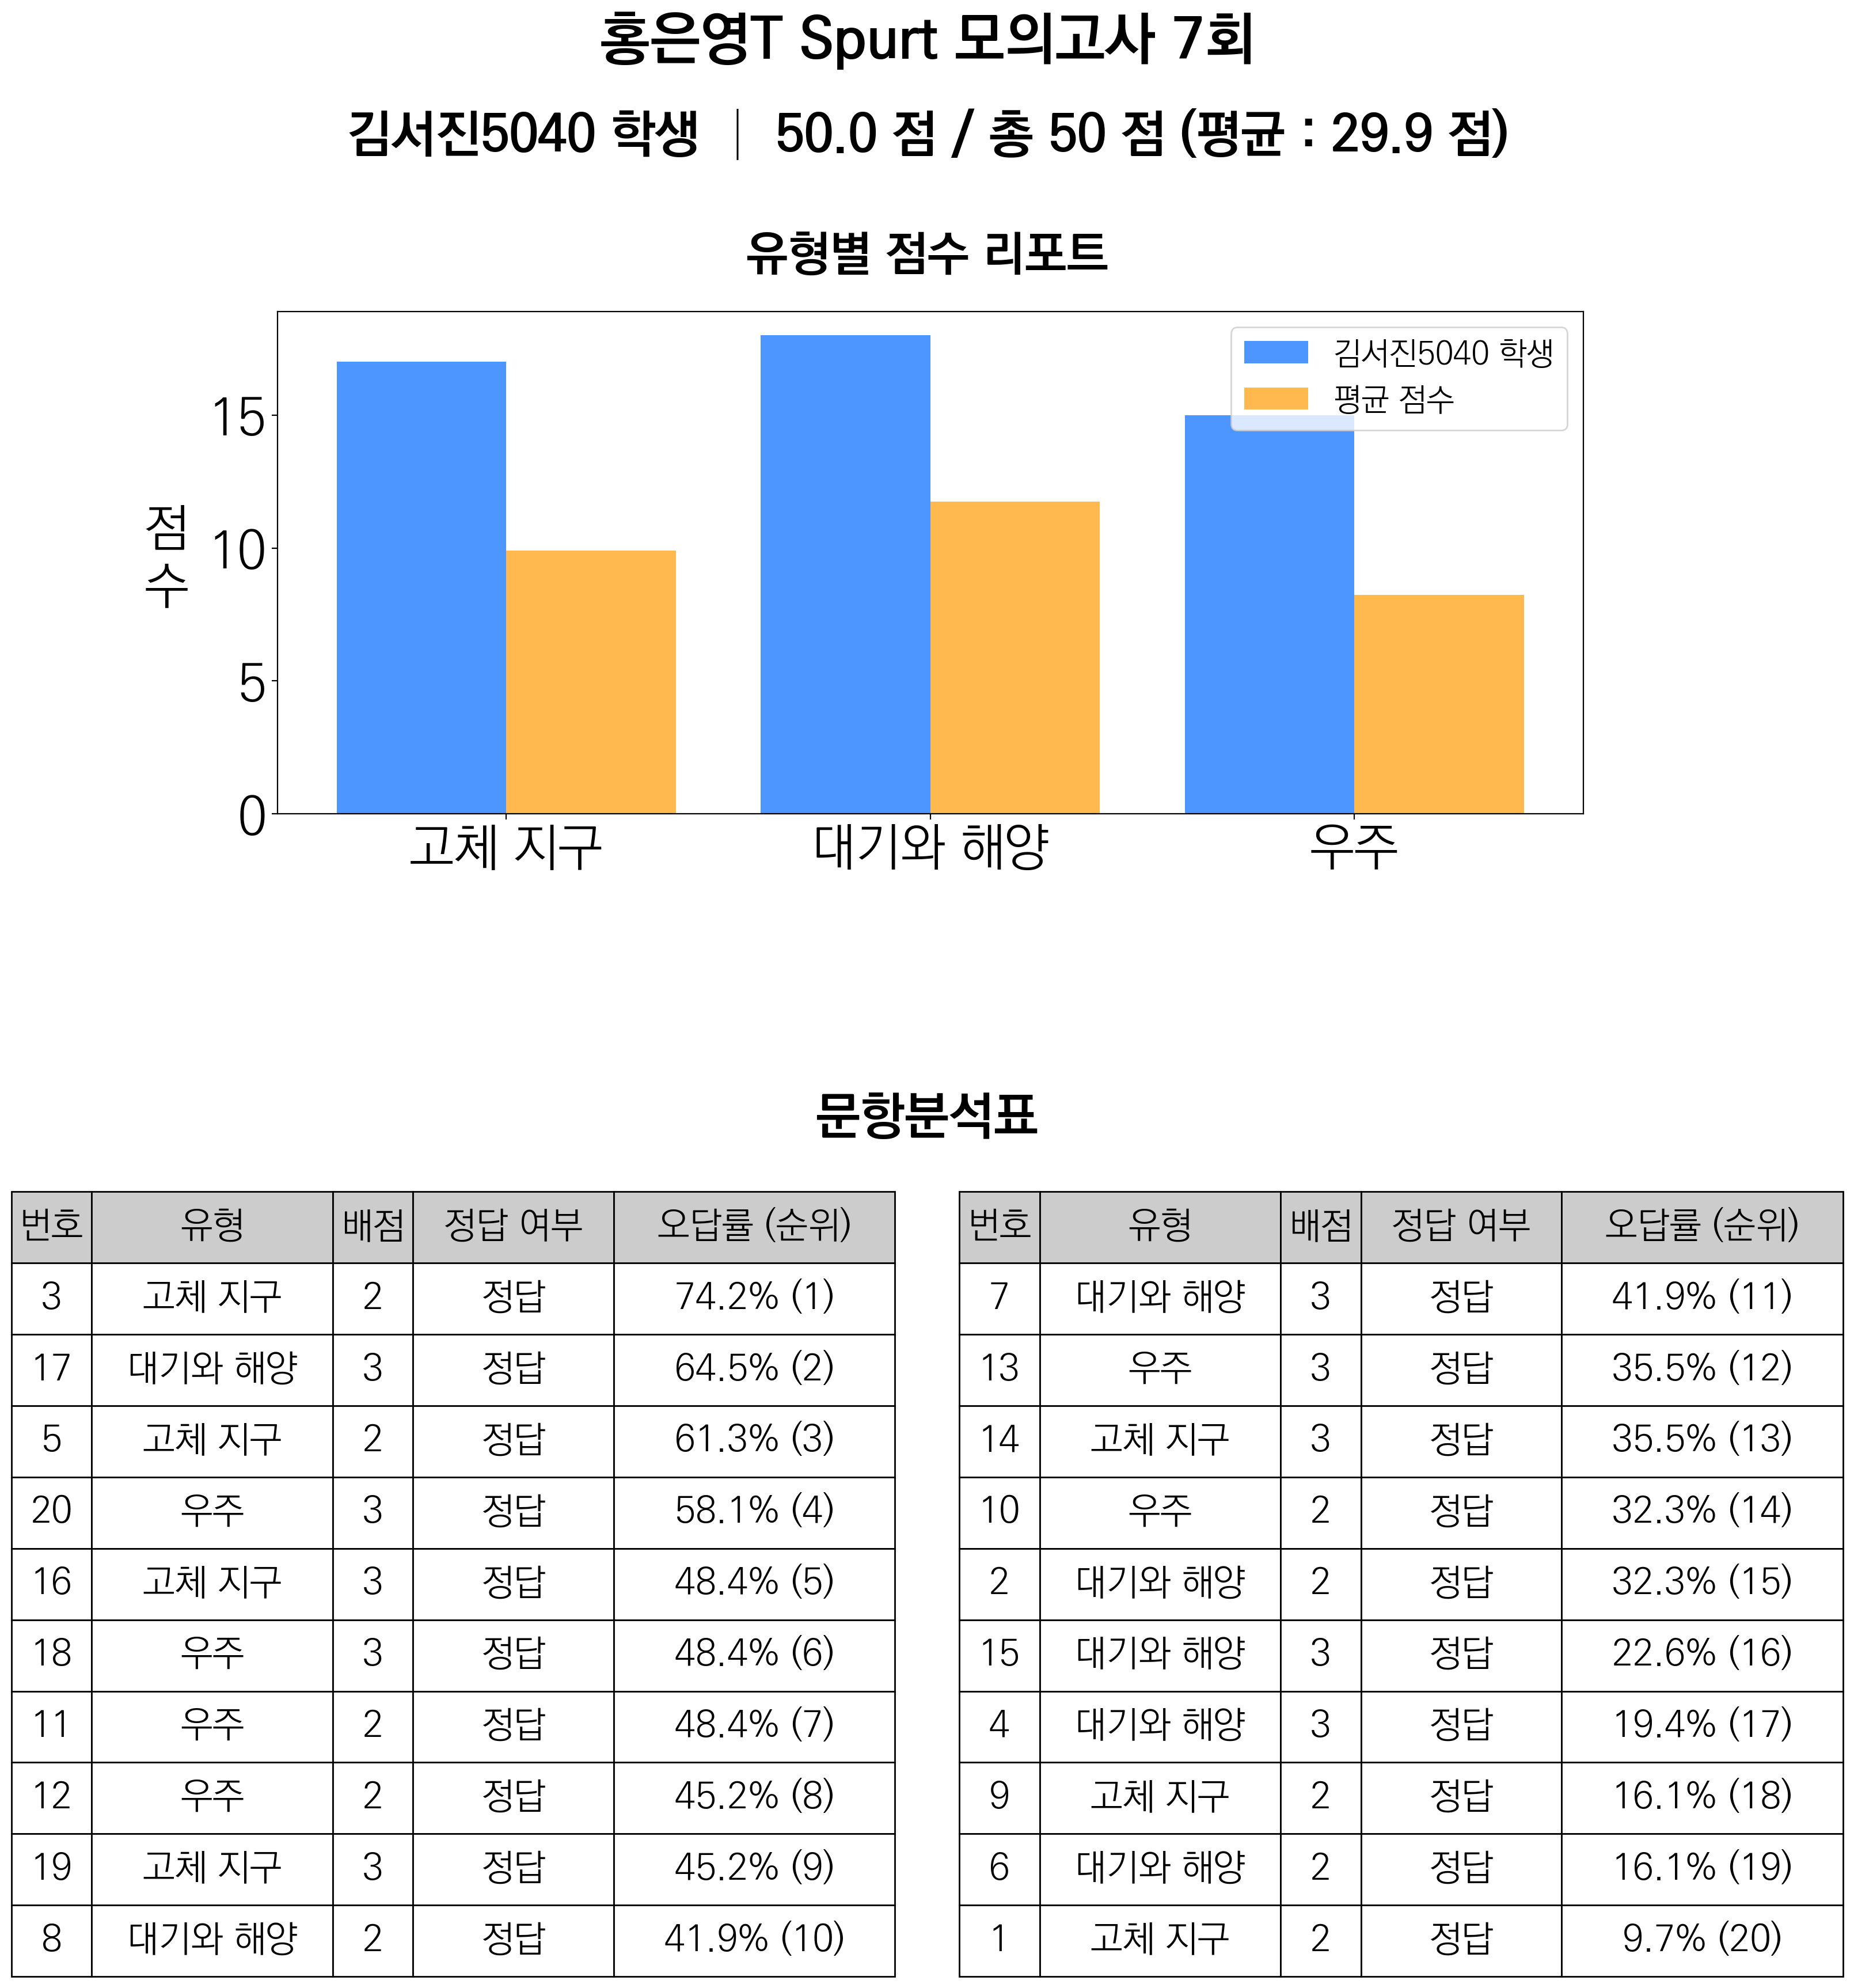 홍은영T Spurt 모의고사 7회
김서진5040 학생 | 50.0 점 / 총 50 점 (평균 : 29.9 점)
유형별 점수 리포트
김서진5040 학생
평균 점수
15
10
5
0
점
수
고체 지구 대기와 해양 우주
문항분석표
번호 유형 배점 정답 여부 오답률 (순위)
3 고체 지구 2 정답 74.2% (1)
17 대기와 해양 3 정답 64.5% (2)
5 고체 지구 2 정답 61.3% (3)
20 우주 3 정답 58.1% (4)
16 고체 지구 3 정답 48.4% (5)
18 우주 3 정답 48.4% (6)
11 우주 2 정답 48.4% (7)
12 우주 2 정답 45.2% (8)
19 고체 지구 3 정답 45.2% (9)
8 대기와 해양 2 정답 41.9% (10)
번호 유형 배점 정답 여부 오답률 (순위)
7 대기와 해양 3 정답 41.9% (11)
13 우주 3 정답 35.5% (12)
14 고체 지구 3 정답 35.5% (13)
10 우주 2 정답 32.3% (14)
2 대기와 해양 2 정답 32.3% (15)
15 대기와 해양 3 정답 22.6% (16)
4 대기와 해양 3 정답 19.4% (17)
9 고체 지구 2 정답 16.1% (18)
6 대기와 해양 2 정답 16.1% (19)
1 고체 지구 2 정답 9.7% (20)